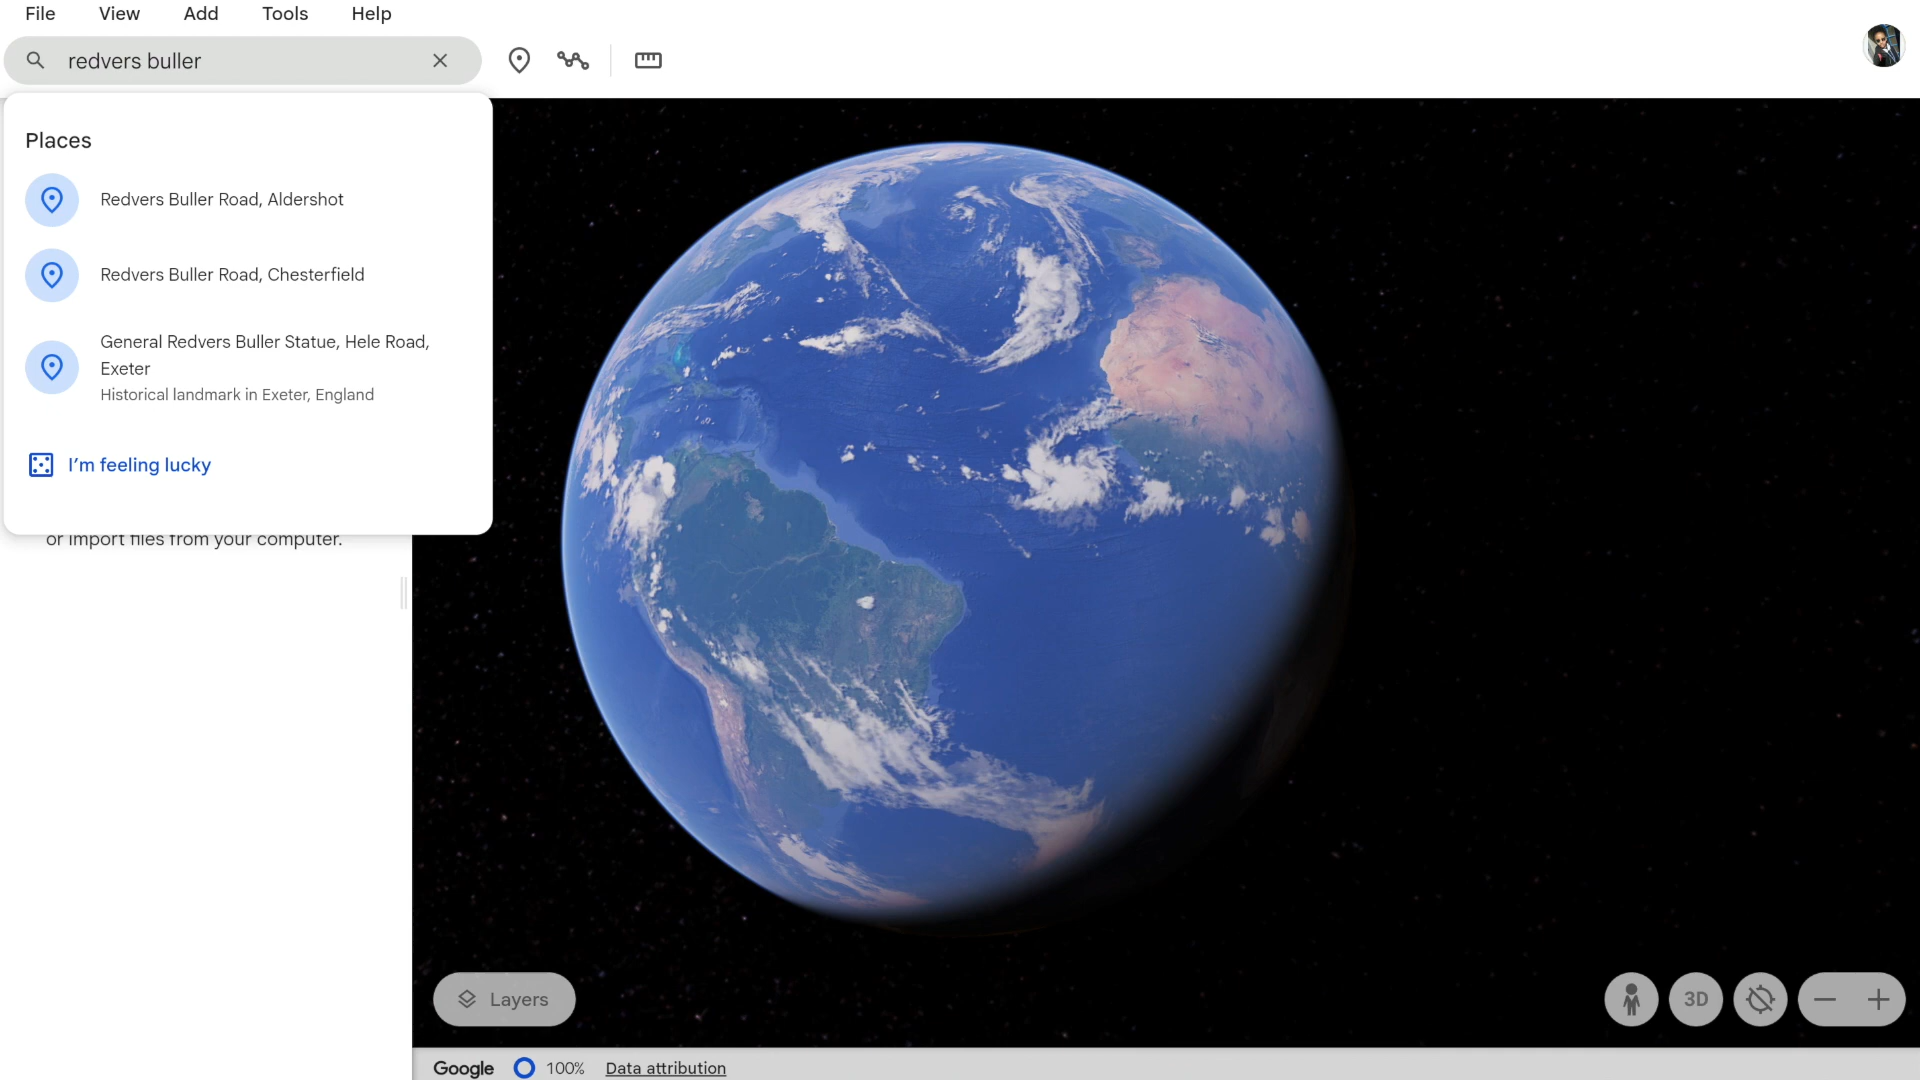 File View Add Tools Help
redvers buller
Places
Redvers Buller Road, Aldershot
Redvers Buller Road, Chesterfield
General Redvers Buller Statue, Hele Road,
Exeter
Historical landmark in Exeter, England
I'm feeling lucky
or import files from your computer.
Layers
3D
Google 100% Data attribution